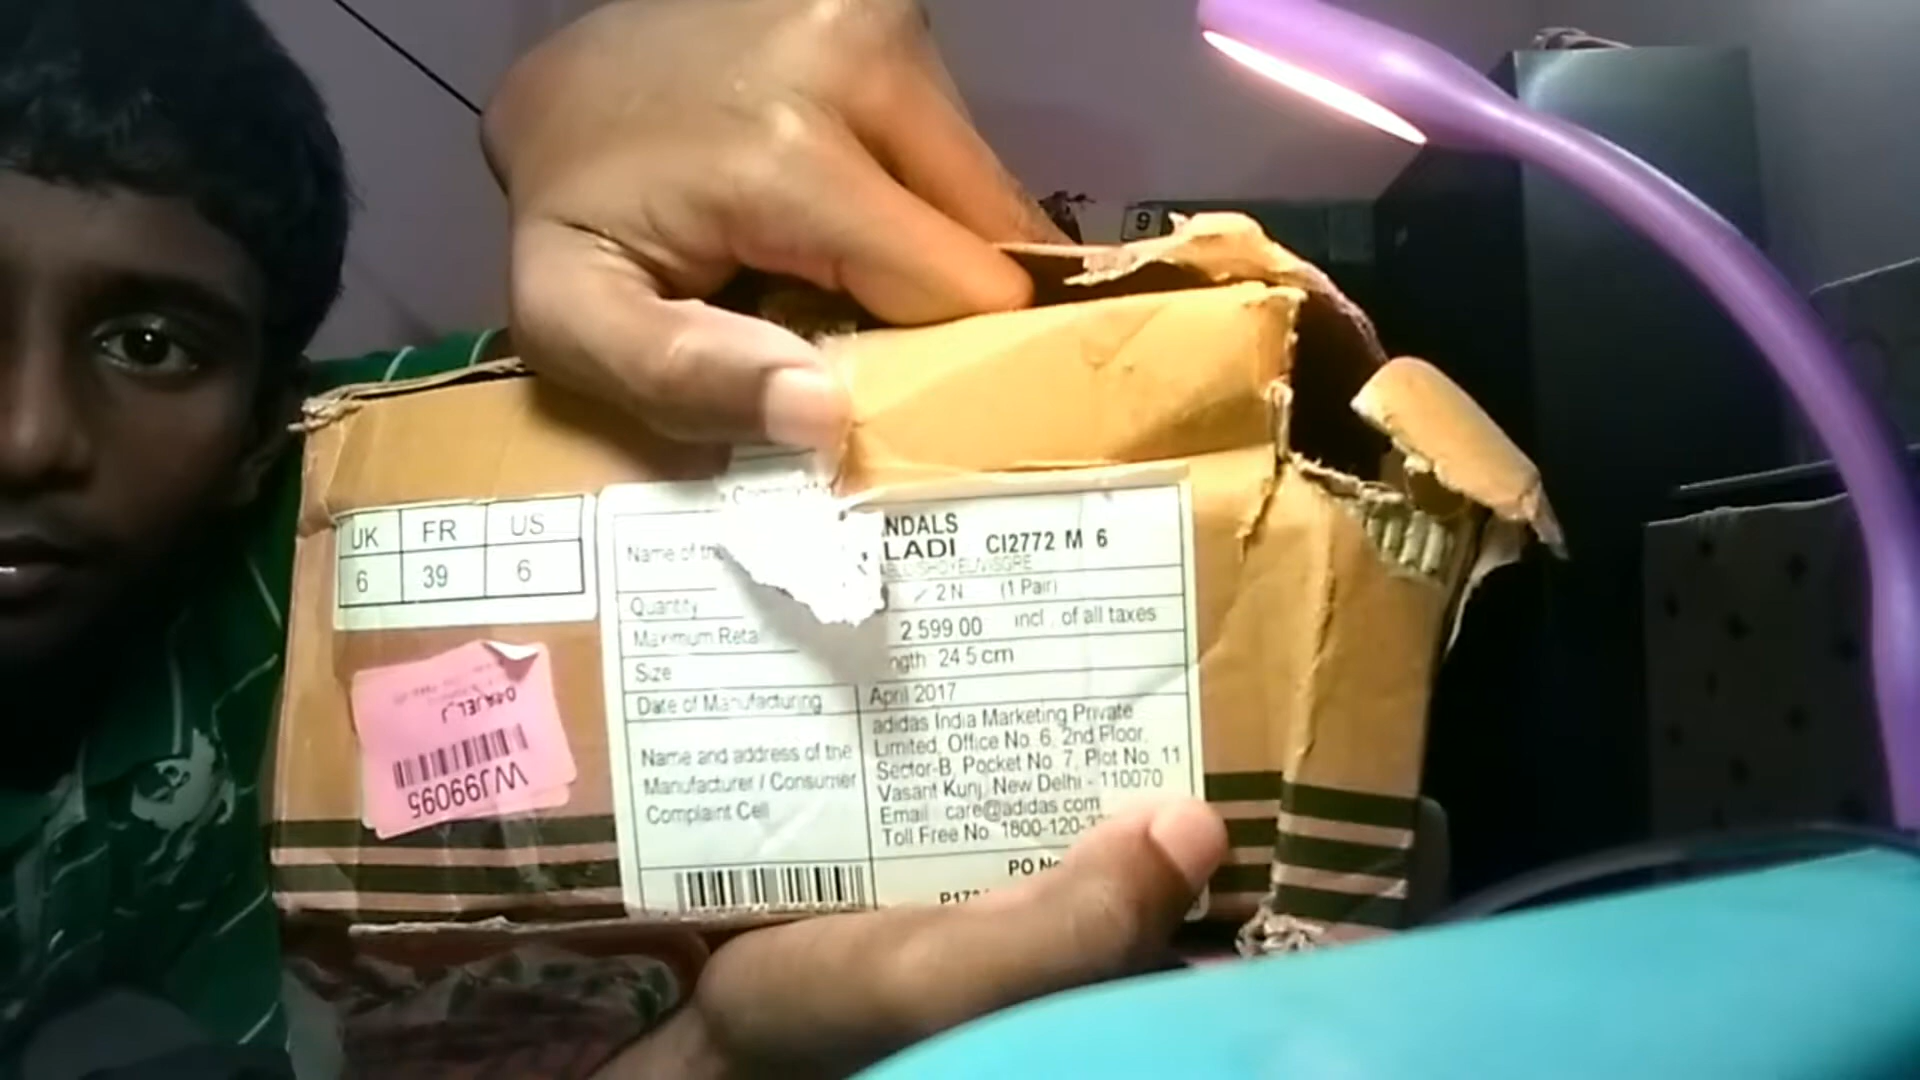 UK FR US
6 39 6
WJ99095
Name of the
NDALS
LADI CI2772 M 6
Quantity 2 N (1 Pair)
Maximum Reta 2 599 00 incl . of all taxes
Size ngth 24 5 cm
Date of Manufacturing April 2017
Name and address of the
Manufacturer / Consumer
Complaint Cell
adidas India Marketing Private
Limited, Office No. 6, 2nd Floor,
Sector-B, Pocket No. 7, Plot No. 11
Vasant Kunj, New Delhi - 110070
Email care@adidas.com
Toll Free No. 1800-120-3
PO No
P17
9